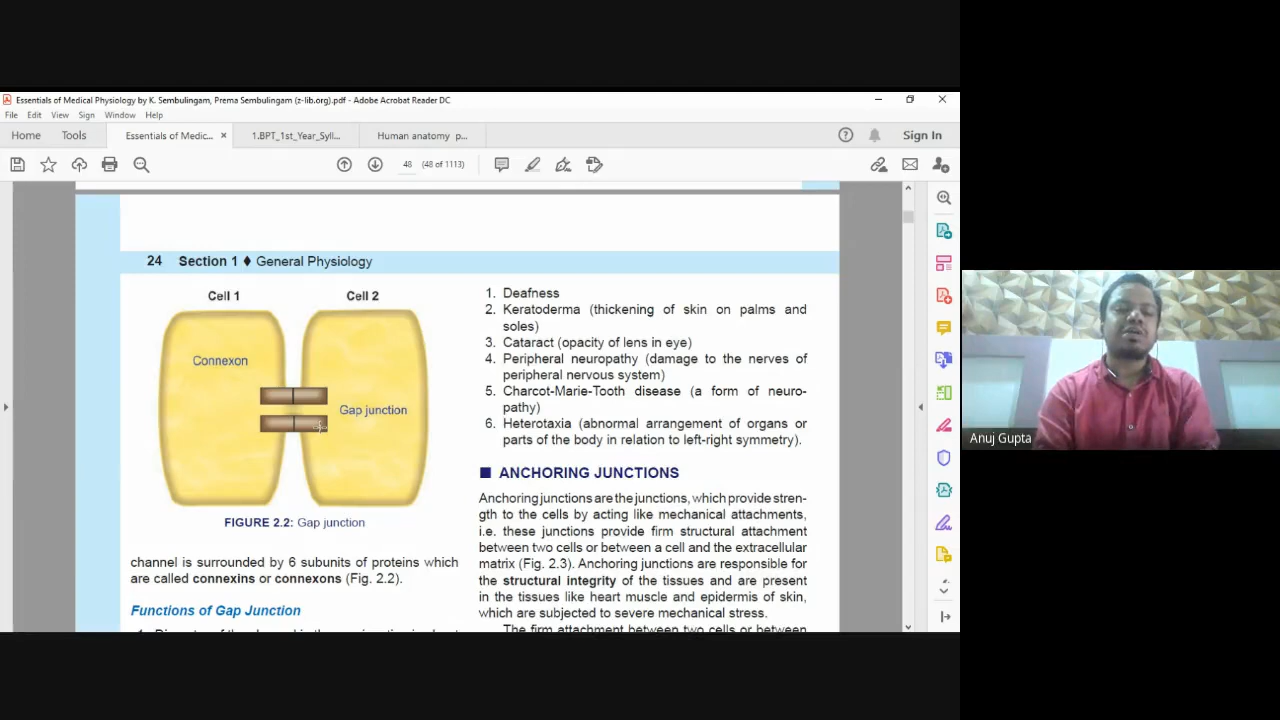 Essentials of Medical Physiology by K. Sembulingam, Prema Sembulingam (z-lib.org).pdf - Adobe Acrobat Reader DC
File Edit View Sign Window Help
Home Tools Essentials of Medic... × 1.BPT_1st_Year_Syll... Human anatomy p... Sign In
48 (48 of 1113)
24 Section 1 ♦ General Physiology
Cell 1 Cell 2
Connexon
Gap junction
FIGURE 2.2: Gap junction
channel is surrounded by 6 subunits of proteins which
are called connexins or connexons (Fig. 2.2).
Functions of Gap Junction
1. Deafness
2. Keratoderma (thickening of skin on palms and
soles)
3. Cataract (opacity of lens in eye)
4. Peripheral neuropathy (damage to the nerves of
peripheral nervous system)
5. Charcot-Marie-Tooth disease (a form of neuro-
pathy)
6. Heterotaxia (abnormal arrangement of organs or
parts of the body in relation to left-right symmetry).
■ ANCHORING JUNCTIONS
Anchoring junctions are the junctions, which provide stren-
gth to the cells by acting like mechanical attachments,
i.e. these junctions provide firm structural attachment
between two cells or between a cell and the extracellular
matrix (Fig. 2.3). Anchoring junctions are responsible for
the structural integrity of the tissues and are present
in the tissues like heart muscle and epidermis of skin,
which are subjected to severe mechanical stress.
The firm attachment between two cells or between
Anuj Gupta